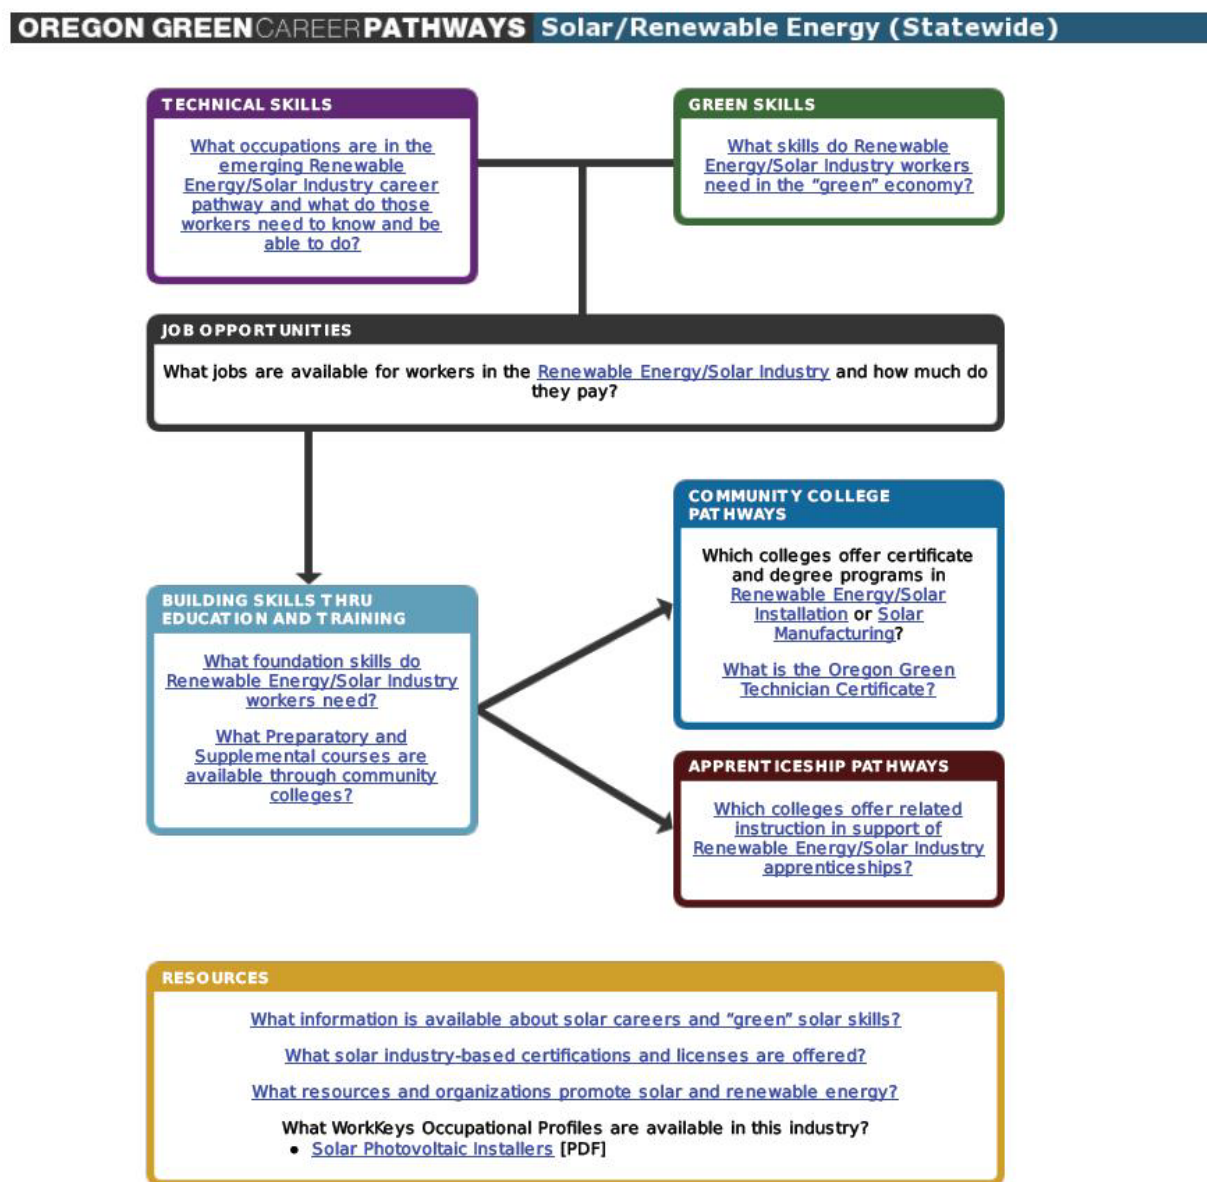 OREGON GREENCAREERPATHWAYS Solar/Renewable Energy (Statewide)
TECHNICAL SKILLS
What occupations are in the
emerging Renewable
Energy/Solar Industry career
pathway and what do those
workers need to know and be
able to do?
GREEN SKILLS
What skills do Renewable
Energy/Solar Industry workers
need in the “green” economy?
JOB OPPORTUNITIES
What jobs are available for workers in the Renewable Energy/Solar Industry and how much do
they pay?
COMMUNITY COLLEGE
PATHWAYS
Which colleges offer certificate
and degree programs in
Renewable Energy/Solar
Installation or Solar
Manufacturing?
What is the Oregon Green
Technician Certificate?
BUILDING SKILLS THRU
EDUCATION AND TRAINING
What foundation skills do
Renewable Energy/Solar Industry
workers need?
What Preparatory and
Supplemental courses are
available through community
colleges?
APPRENTICESHIP PATHWAYS
Which colleges offer related
instruction in support of
Renewable Energy/Solar Industry
apprenticeships?
RESOURCES
What information is available about solar careers and “green” solar skills?
What solar industry-based certifications and licenses are offered?
What resources and organizations promote solar and renewable energy?
What WorkKeys Occupational Profiles are available in this industry?
• Solar Photovoltaic Installers [PDF]